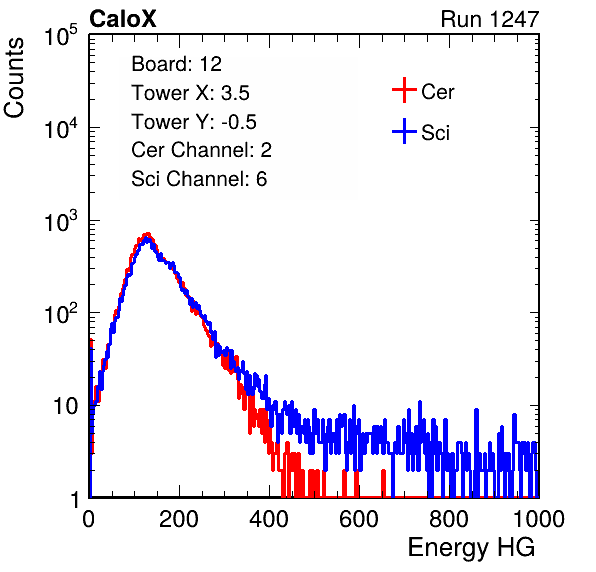 CaloX Run 1247
Counts
10^5
10^4
10^3
10^2
10
1
Board: 12
Tower X: 3.5
Tower Y: -0.5
Cer Channel: 2
Sci Channel: 6
Cer
Sci
0 200 400 600 800 1000
Energy HG